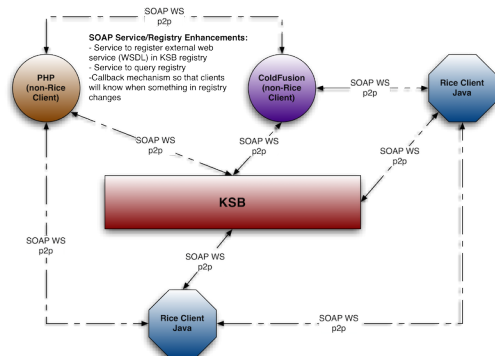 SOAP WS
p2p
SOAP Service/Registry Enhancements:
- Service to register external web
service (WSDL) in KSB registry
- Service to query registry
-Callback mechanism so that clients
will know when something in registry
changes
PHP
(non-Rice
Client)
ColdFusion
(non-Rice
Client)
SOAP WS
p2p
Rice Client
Java
SOAP WS
p2p
SOAP WS
p2p
SOAP WS
p2p
KSB
SOAP WS
p2p
SOAP WS
p2p
SOAP WS
p2p
Rice Client
Java
SOAP WS
p2p